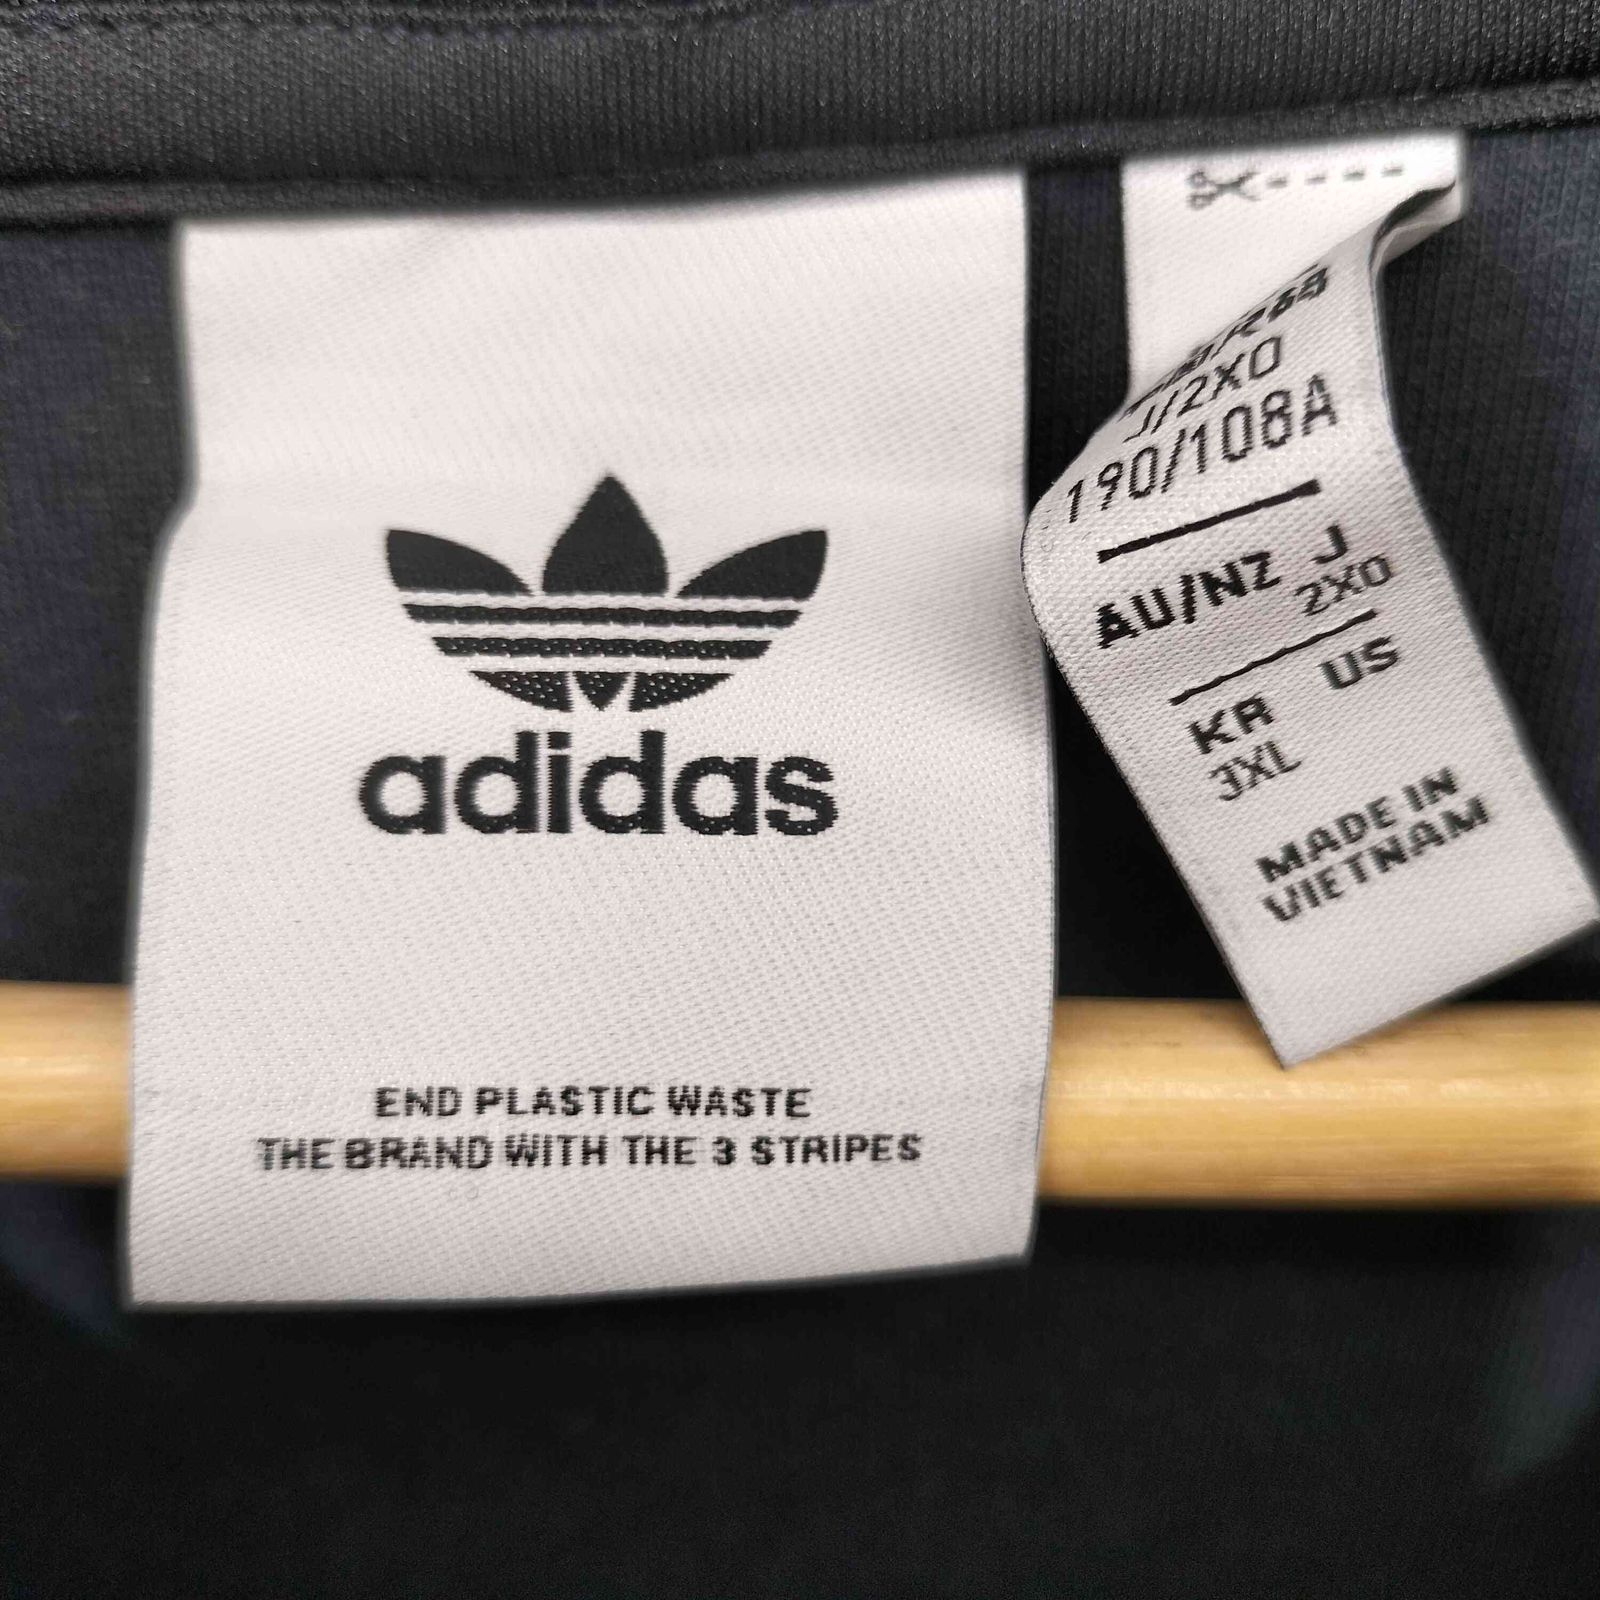 adidas
END PLASTIC WASTE
THE BRAND WITH THE 3 STRIPES
J/2XO
190/108A
AU/NZ J
2XO
US
KR
3XL
MADE IN
VIETNAM